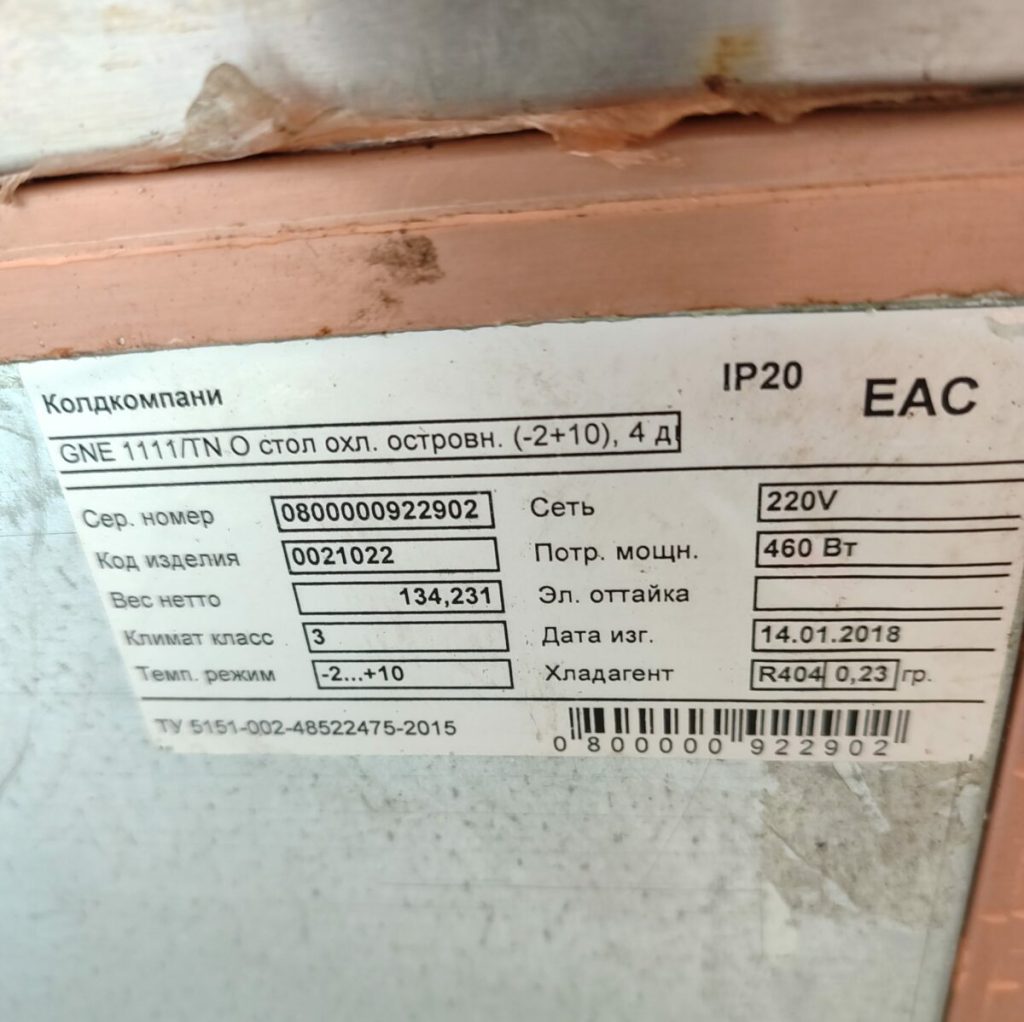 Колдкомпани IP20 EAC
GNE 1111/TN О стол охл. островн. (-2+10), 4 д
Сер. номер 0800000922902 Сеть 220V
Код изделия 0021022 Потр. мощн. 460 Вт
Вес нетто 134,231 Эл. оттайка
Климат класс 3 Дата изг. 14.01.2018
Темп. режим -2...+10 Хладагент R404 0,23 гр.
ТУ 5151-002-48522475-2015
0 800000 922902